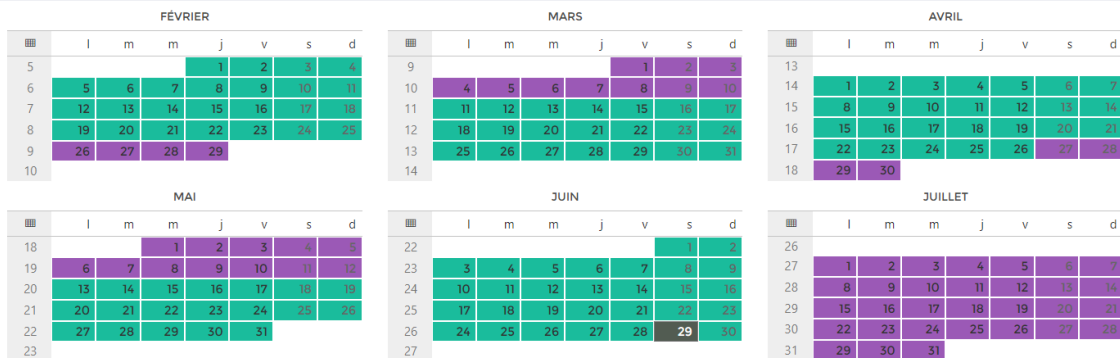 FÉVRIER
l m m j v s d
5 1 2 3 4
6 5 6 7 8 9 10 11
7 12 13 14 15 16 17 18
8 19 20 21 22 23 24 25
9 26 27 28 29
10
MARS
l m m j v s d
9 1 2 3
10 4 5 6 7 8 9 10
11 11 12 13 14 15 16 17
12 18 19 20 21 22 23 24
13 25 26 27 28 29 30 31
14
AVRIL
l m m j v s d
13
14 1 2 3 4 5 6 7
15 8 9 10 11 12 13 14
16 15 16 17 18 19 20 21
17 22 23 24 25 26 27 28
18 29 30
MAI
l m m j v s d
18 1 2 3 4 5
19 6 7 8 9 10 11 12
20 13 14 15 16 17 18 19
21 20 21 22 23 24 25 26
22 27 28 29 30 31
23
JUIN
l m m j v s d
22 1 2
23 3 4 5 6 7 8 9
24 10 11 12 13 14 15 16
25 17 18 19 20 21 22 23
26 24 25 26 27 28 29 30
27
JUILLET
l m m j v s d
26
27 1 2 3 4 5 6 7
28 8 9 10 11 12 13 14
29 15 16 17 18 19 20 21
30 22 23 24 25 26 27 28
31 29 30 31